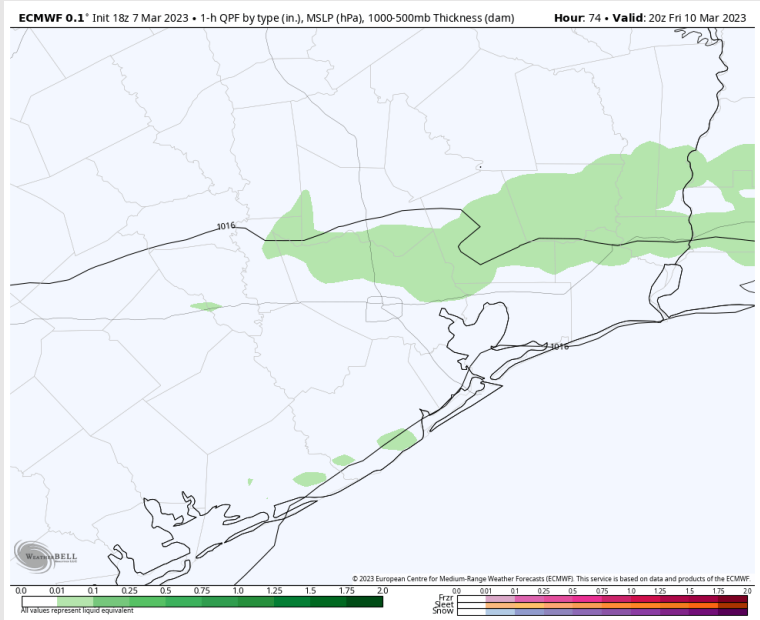 ECMWF 0.1° Init 18z 7 Mar 2023 • 1-h QPF by type (in.), MSLP (hPa), 1000-500mb Thickness (dam) Hour: 74 • Valid: 20z Fri 10 Mar 2023
1016
1016
WEATHERBELL
© 2023 European Centre for Medium-Range Weather Forecasts (ECMWF). This service is based on data and products of the ECMWF.
0.0 0.01 0.1 0.25 0.5 0.75 1.0 1.25 1.5 1.75 2.0
All values represent liquid equivalent
0.0 0.01 0.1 0.25 0.5 0.75 1.0 1.25 1.5 1.75 2.0
Frzr
Sleet
Snow